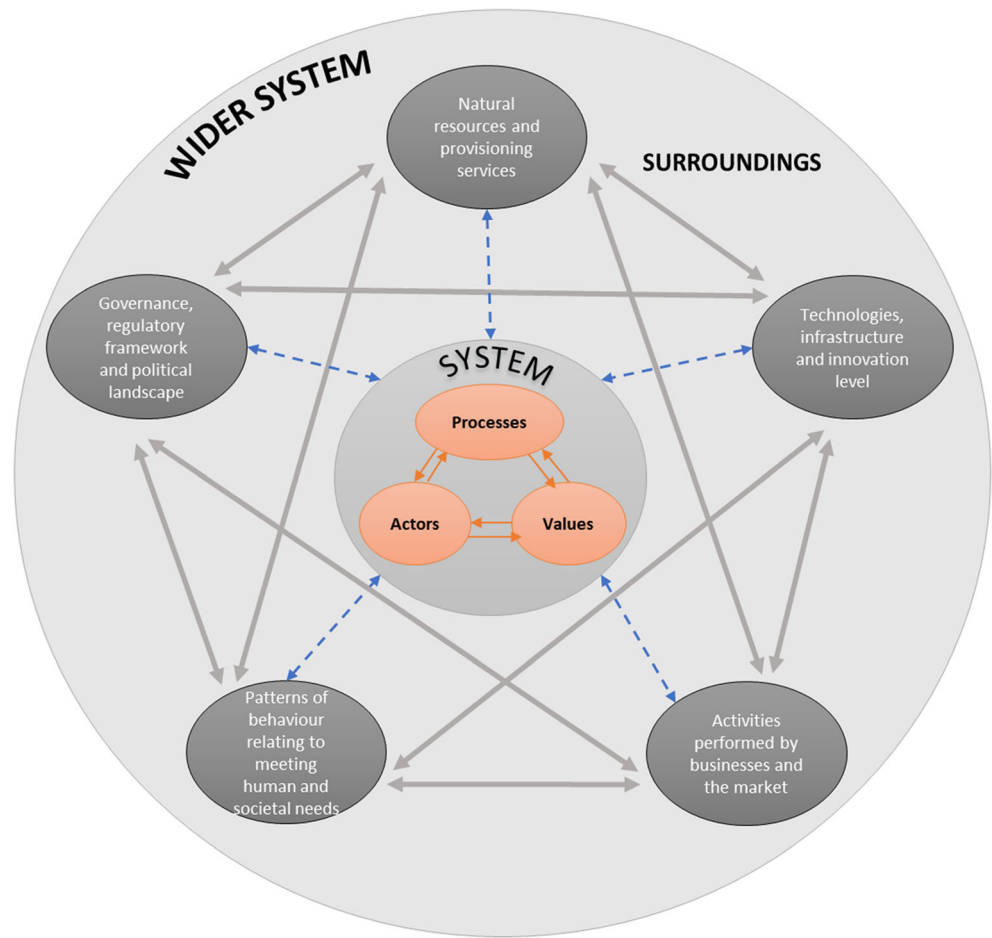 WIDER SYSTEM
Natural
resources and
provisioning
services
SURROUNDINGS
Governance,
regulatory
framework
and political
landscape
Technologies,
infrastructure
and innovation
level
SYSTEM
Processes
Actors
Values
Patterns of
behaviour
relating to
meeting
human and
societal needs
Activities
performed by
businesses and
the market